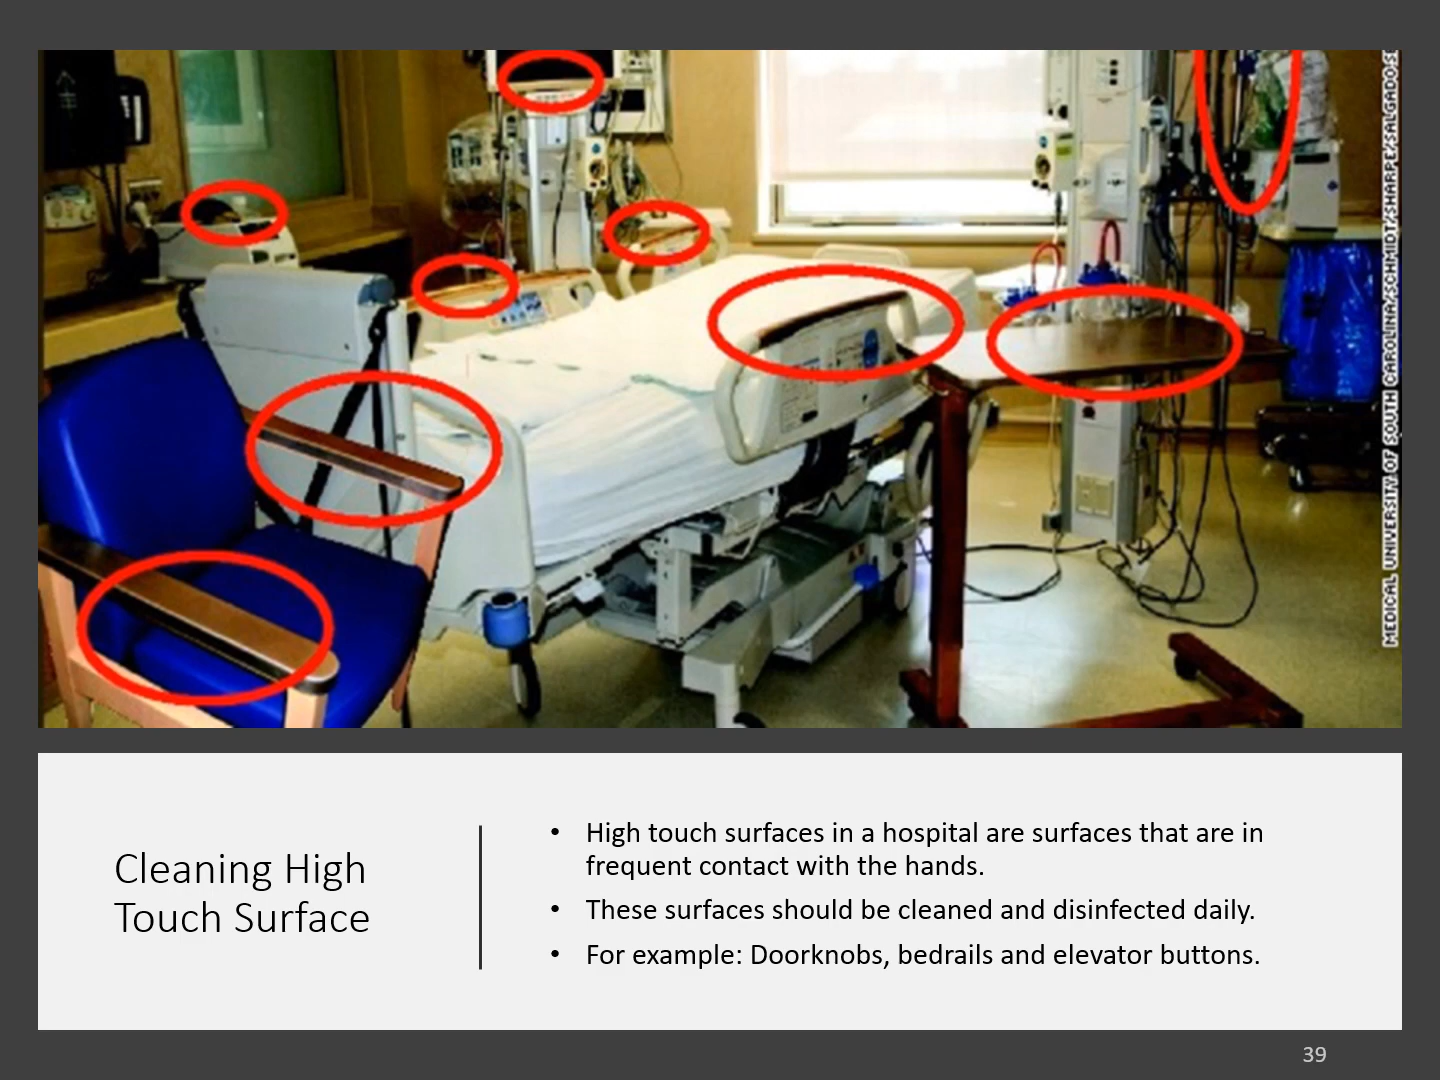 MEDICAL UNIVERSITY OF SOUTH CAROLINA/SCHMIDT/SHARPE/SALGADO
Cleaning High
Touch Surface
• High touch surfaces in a hospital are surfaces that are in
frequent contact with the hands.
• These surfaces should be cleaned and disinfected daily.
• For example: Doorknobs, bedrails and elevator buttons.
39